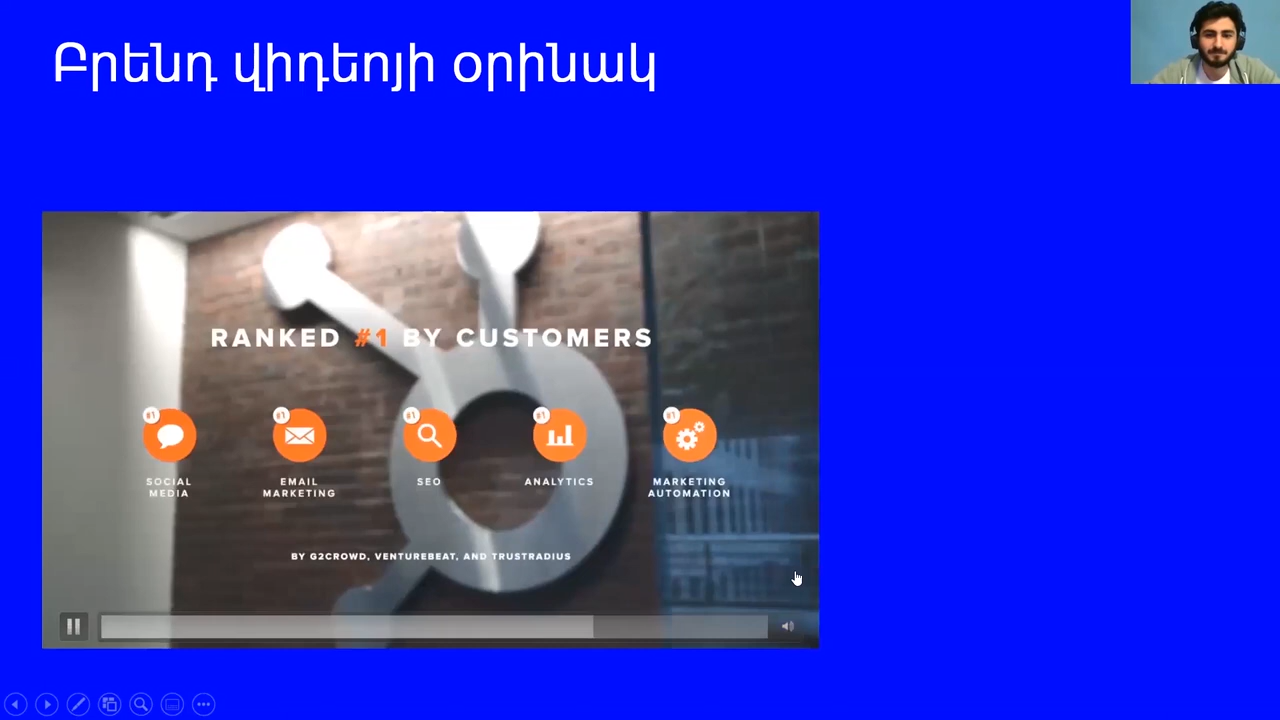 Բրենդ վիդեոյի օրինակ
RANKED #1 BY CUSTOMERS
#1 #1 #1 #1 #1
SOCIAL MEDIA
EMAIL MARKETING
SEO
ANALYTICS
MARKETING AUTOMATION
BY G2CROWD, VENTUREBEAT, AND TRUSTRADIUS